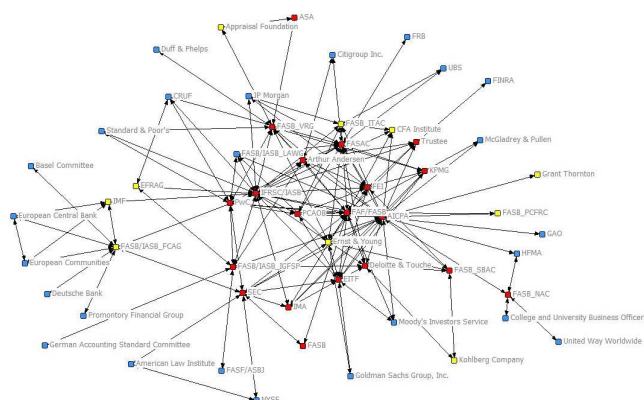 ASA
Appraisal Foundation
FRB
Duff & Phelps
Citigroup Inc.
UBS
FINRA
CRUF
JP Morgan
FASB_ITAC
FASB_VRG
CFA Institute
Standard & Poor's
FASAC
Trustee
McGladrey & Pullen
FASB/IASB_LAWG
Arthur Andersen
Basel Committee
KPMG
Grant Thornton
EFRAG
FEI
IFRSC/IASB
IMF
PwC
PCAOB
FAF/FASB
AICPA
FASB_PCFRC
European Central Bank
GAO
FASB/IASB_FCAG
Ernst & Young
HFMA
European Communities
FASB/IASB_IGFSP
Deloitte & Touche
FASB_SBAC
EITF
Deutsche Bank
SEC
FASB_NAC
IMA
Promontory Financial Group
College and University Business Officer
Moody's Investors Service
United Way Worldwide
German Accounting Standard Committee
FASB
American Law Institute
Kohlberg Company
FASF/ASBJ
Goldman Sachs Group, Inc.
NYSE